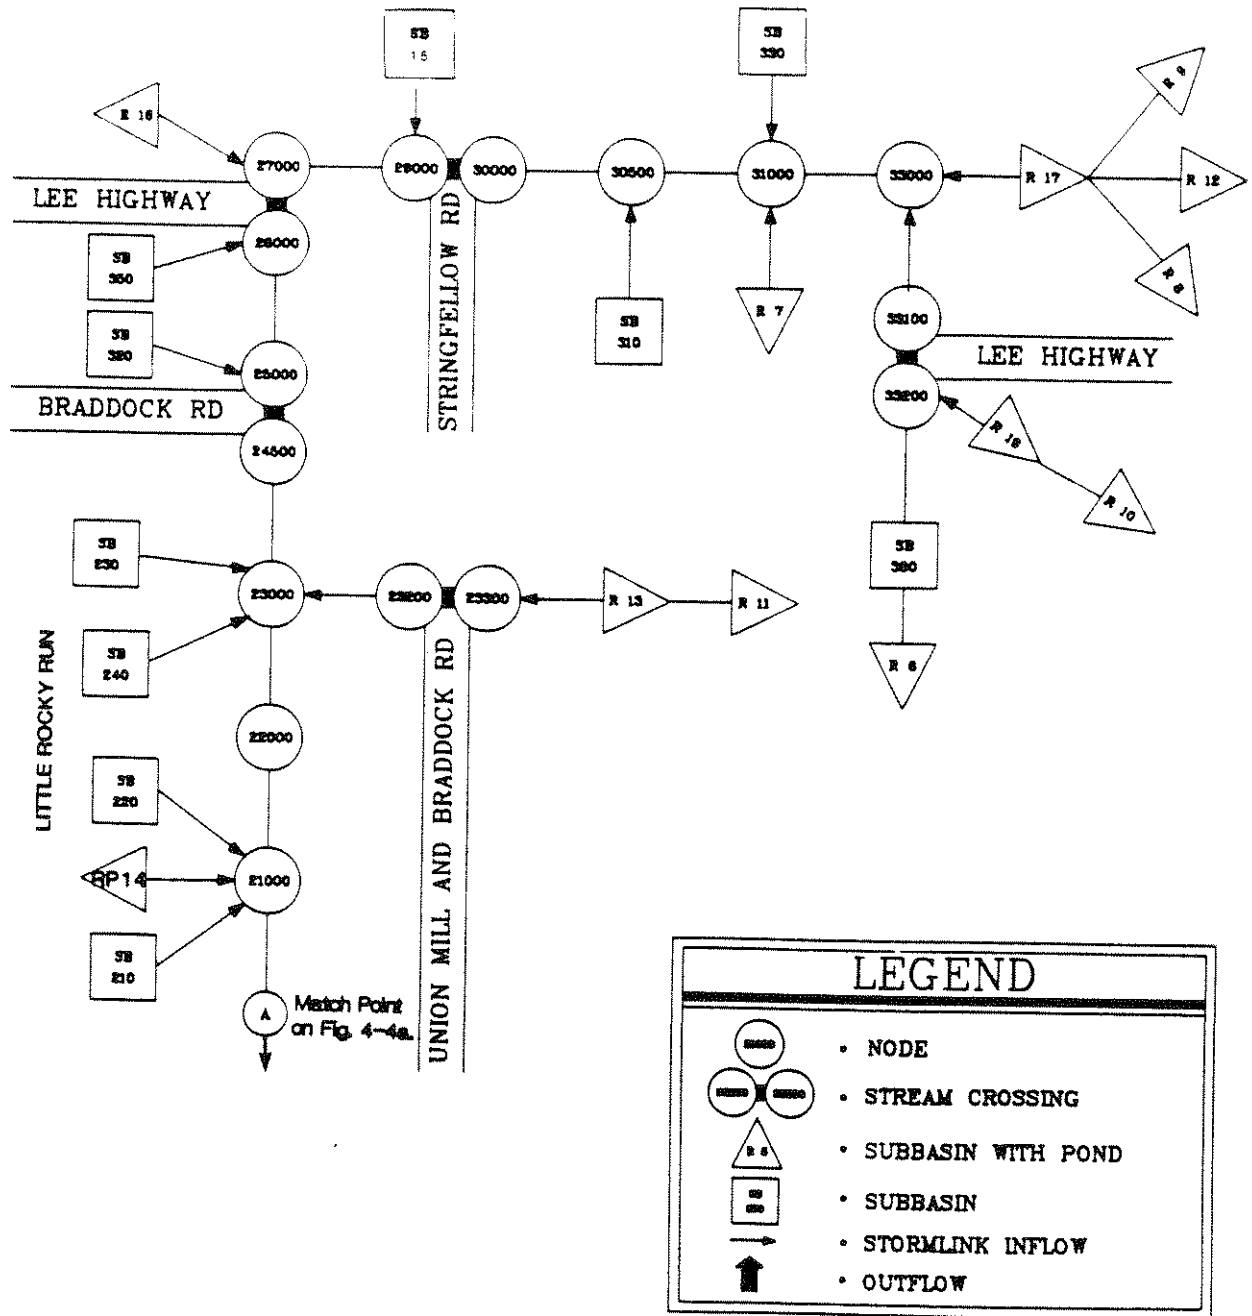 SB
15
SB
330
R 9
R 16
27000
29000
30000
30500
31000
33000
R 17
R 12
LEE HIGHWAY
26000
STRINGFELLOW RD
SB
350
R 8
R 7
SB
310
33100
LEE HIGHWAY
SB
320
25000
33200
BRADDOCK RD
24500
R 18
R 10
SB
230
SB
380
23000
23200
23300
R 13
R 11
SB
240
R 6
LITTLE ROCKY RUN
UNION MILL AND BRADDOCK RD
22000
SB
220
RP14
21000
SB
210
A
Match Point
on Fig. 4-4a.
LEGEND
• NODE
• STREAM CROSSING
• SUBBASIN WITH POND
SB
• SUBBASIN
• STORMLINK INFLOW
• OUTFLOW